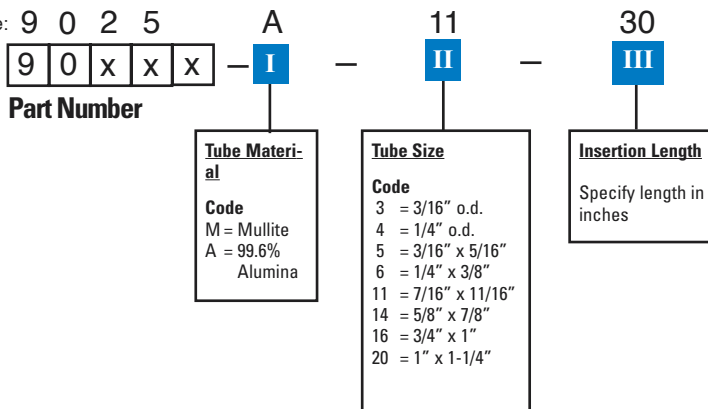 e: 9 0 2 5 A 11 30
9 0 x x x – I – II – III
Part Number
Tube Materi-
al
Code
M = Mullite
A = 99.6%
Alumina
Tube Size
Code
3 = 3/16” o.d.
4 = 1/4” o.d.
5 = 3/16” x 5/16”
6 = 1/4” x 3/8”
11 = 7/16” x 11/16”
14 = 5/8” x 7/8”
16 = 3/4” x 1”
20 = 1” x 1-1/4”
Insertion Length
Specify length in
inches